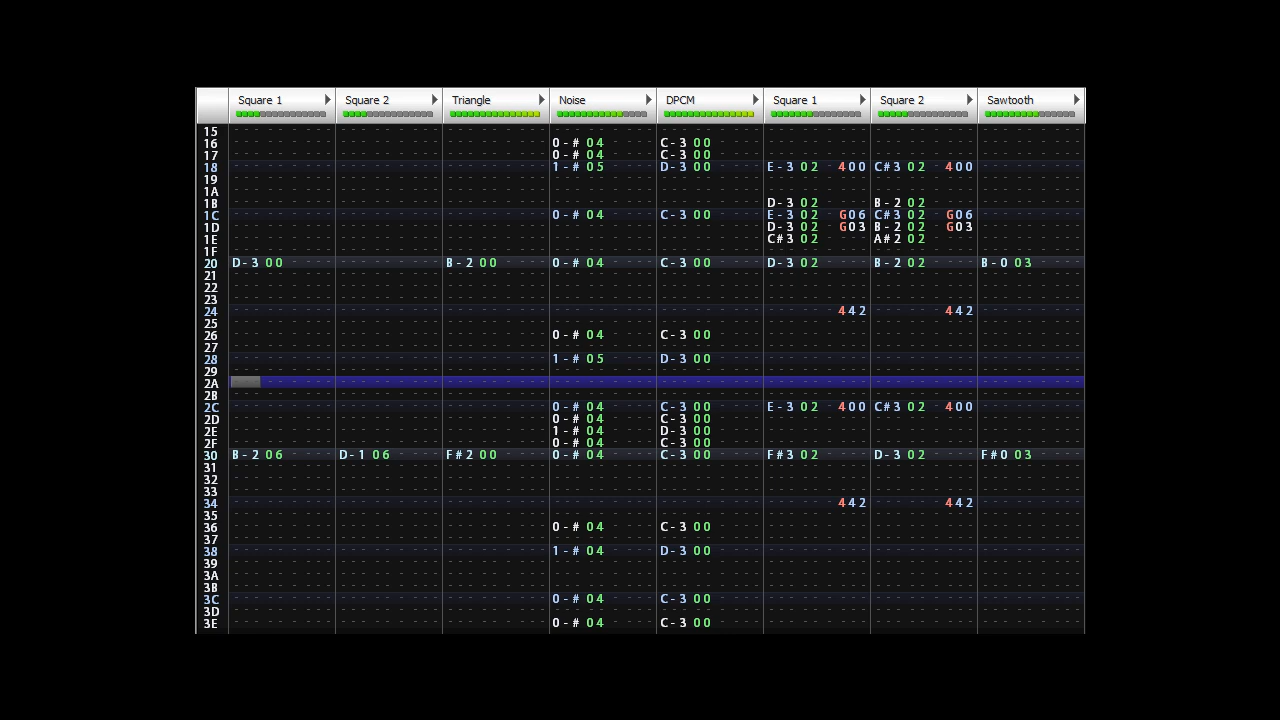 Square 1 Square 2 Triangle Noise DPCM Square 1 Square 2 Sawtooth
15
16 0-# 04 C-3 00
17 0-# 04 C-3 00
18 1-# 05 D-3 00 E-3 02 400 C#3 02 400
19
1A
1B D-3 02 B-2 02
1C 0-# 04 C-3 00 E-3 02 G06 C#3 02 G06
1D D-3 02 G03 B-2 02 G03
1E C#3 02 A#2 02
1F
20 D-3 00 B-2 00 0-# 04 C-3 00 D-3 02 B-2 02 B-0 03
21
22
23
24 442 442
25
26 0-# 04 C-3 00
27
28 1-# 05 D-3 00
29
2A
2B
2C 0-# 04 C-3 00 E-3 02 400 C#3 02 400
2D 0-# 04 C-3 00
2E 1-# 04 D-3 00
2F 0-# 04 C-3 00
30 B-2 06 D-1 06 F#2 00 0-# 04 C-3 00 F#3 02 D-3 02 F#0 03
31
32
33
34 442 442
35
36 0-# 04 C-3 00
37
38 1-# 04 D-3 00
39
3A
3B
3C 0-# 04 C-3 00
3D
3E 0-# 04 C-3 00